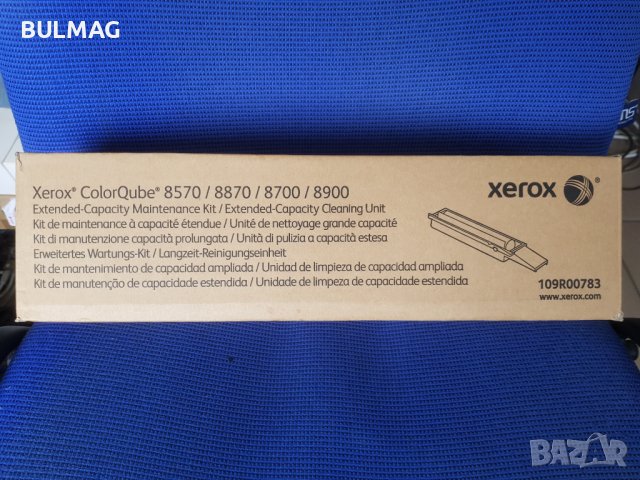 BULMAG
Xerox® ColorQube® 8570 / 8870 / 8700 / 8900
Extended-Capacity Maintenance Kit / Extended-Capacity Cleaning Unit
Kit de maintenance à capacité étendue / Unité de nettoyage grande capacité
Kit di manutenzione capacità prolungata / Unità di pulizia a capacità estesa
Erweitertes Wartungs-Kit / Langzeit-Reinigungseinheit
Kit de mantenimiento de capacidad ampliada / Unidad de limpieza de capacidad ampliada
Kit de manutenção de capacidade estendida / Unidade de limpeza de capacidade estendida
xerox
109R00783
www.xerox.com
BAZAR